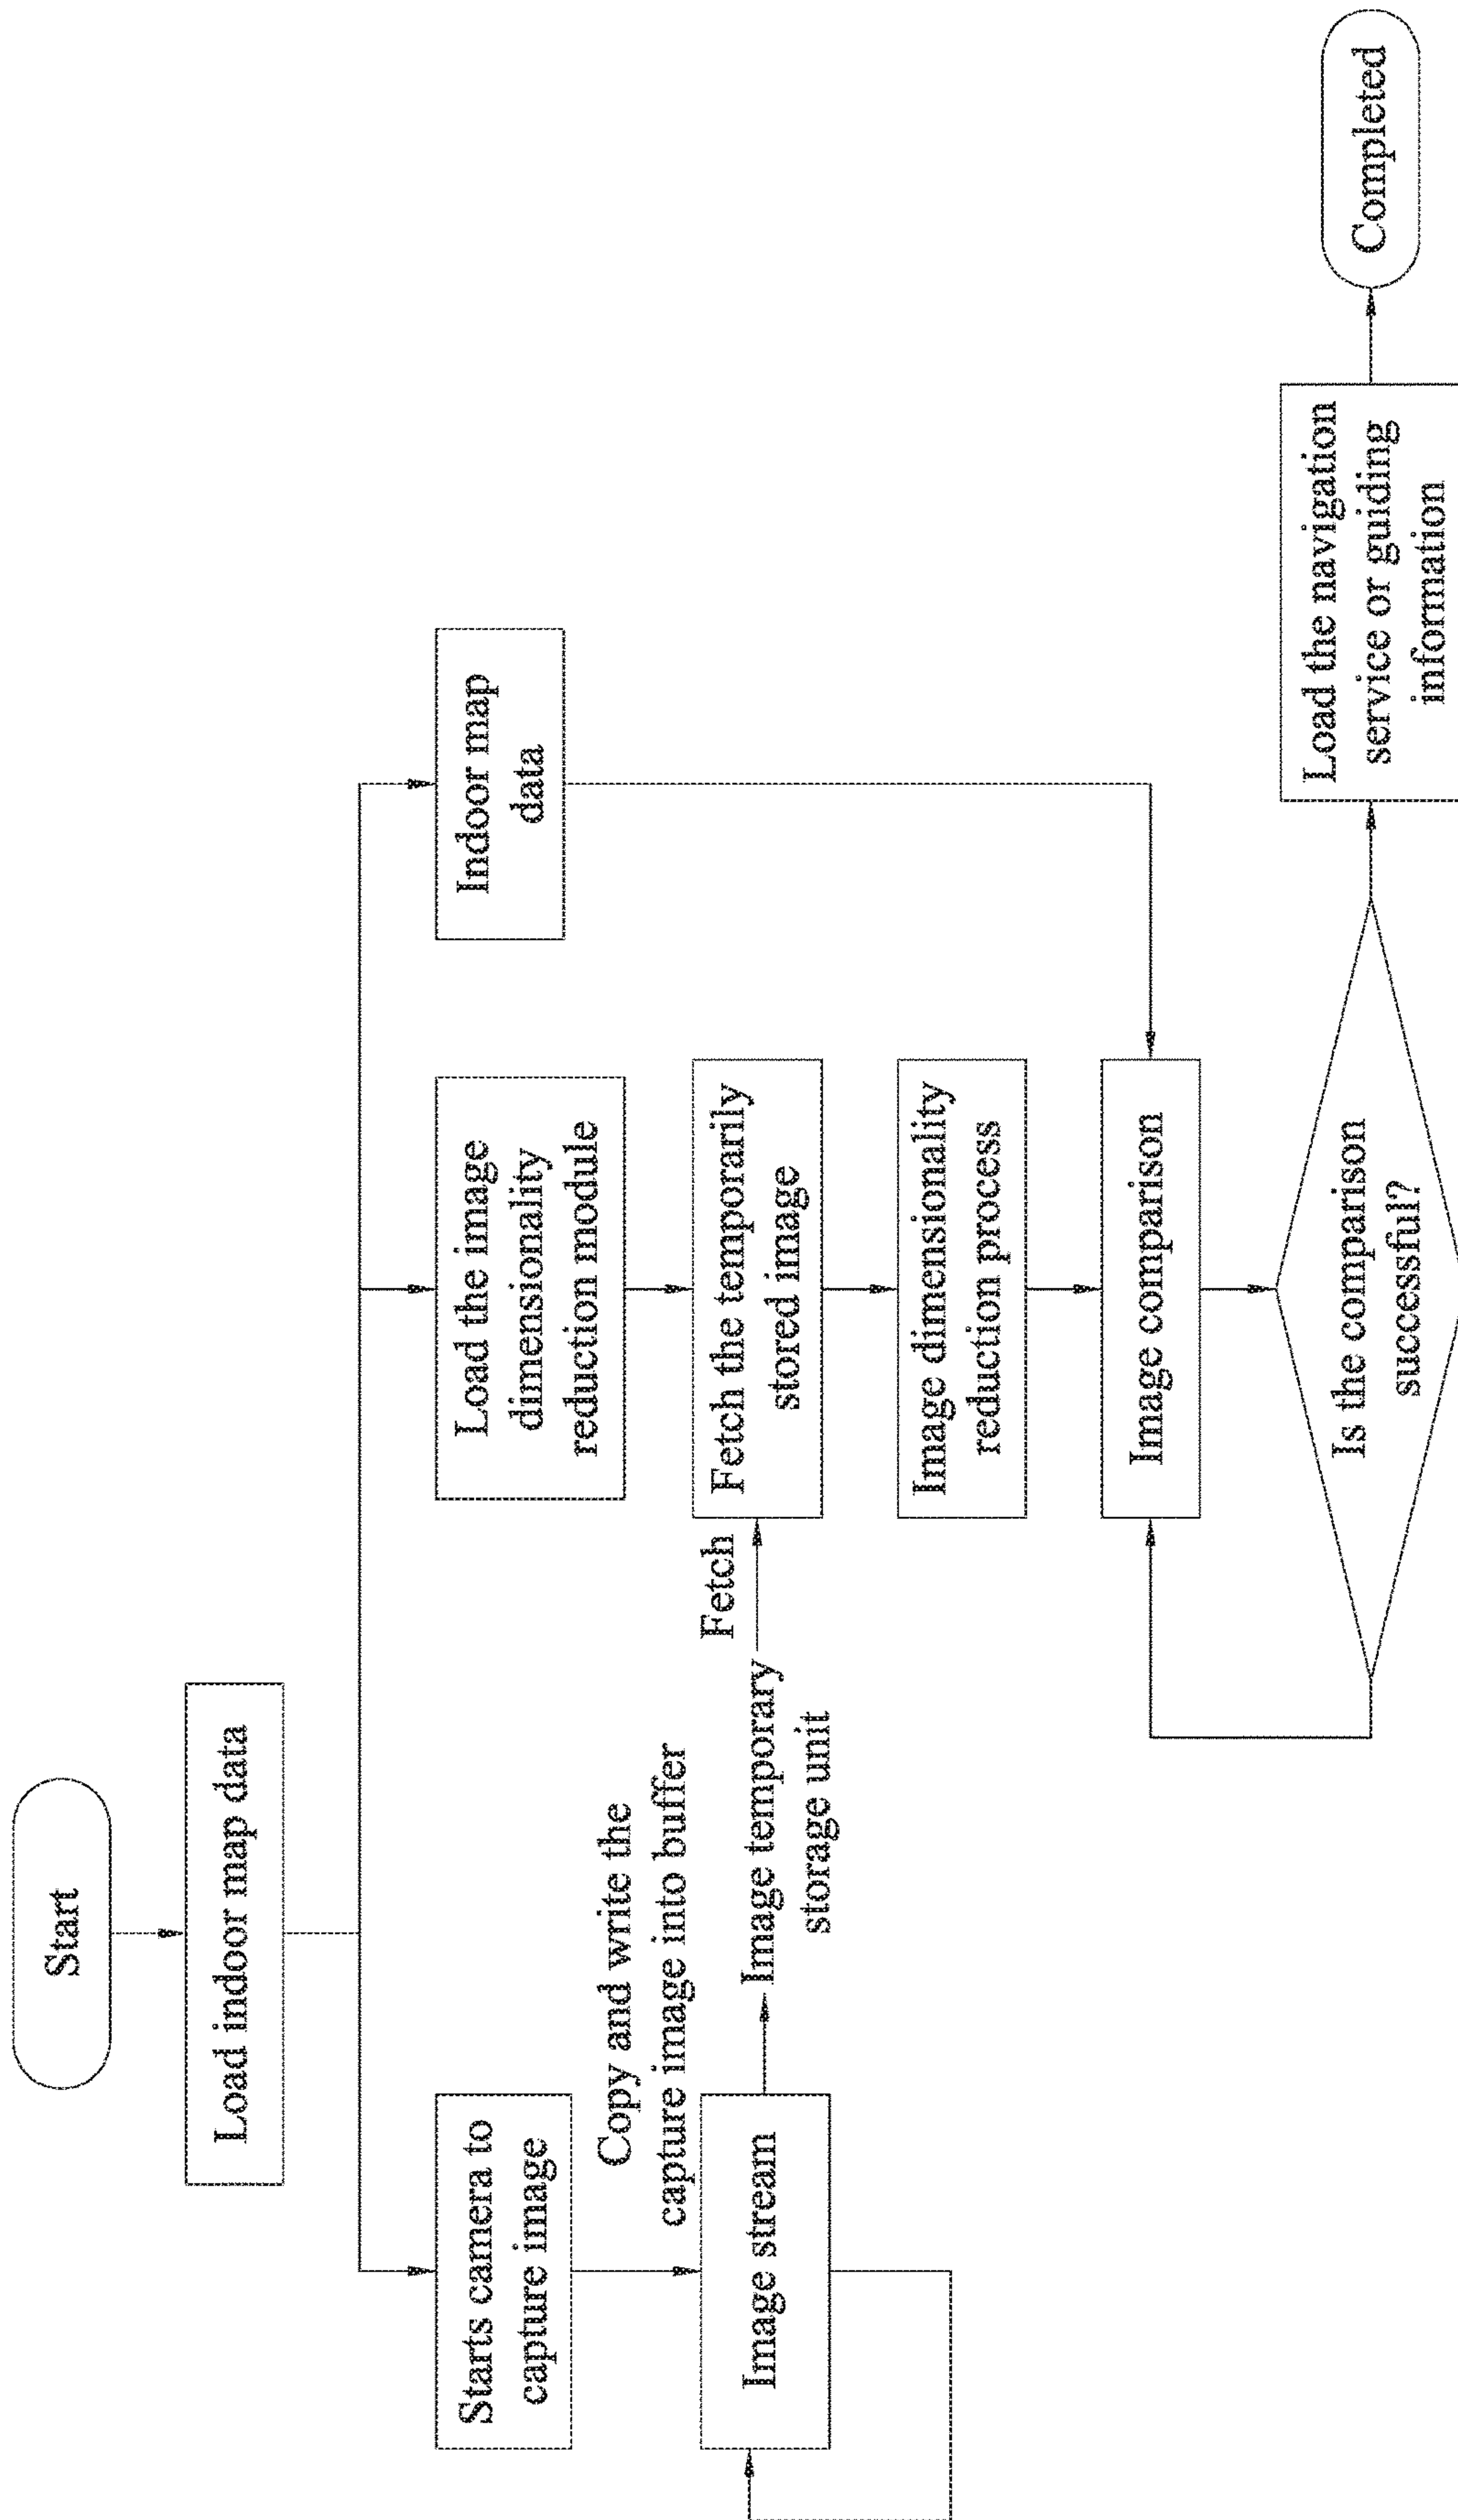 Start
Load indoor map data
Starts camera to
capture image
Load the image
dimensionality
reduction module
Indoor map
data
Copy and write the
capture image into buffer
Image stream
Image temporary
storage unit
Fetch
Fetch the temporarily
stored image
Image dimensionality
reduction process
Image comparison
Is the comparison
successful?
Load the navigation
service or guiding
information
Completed